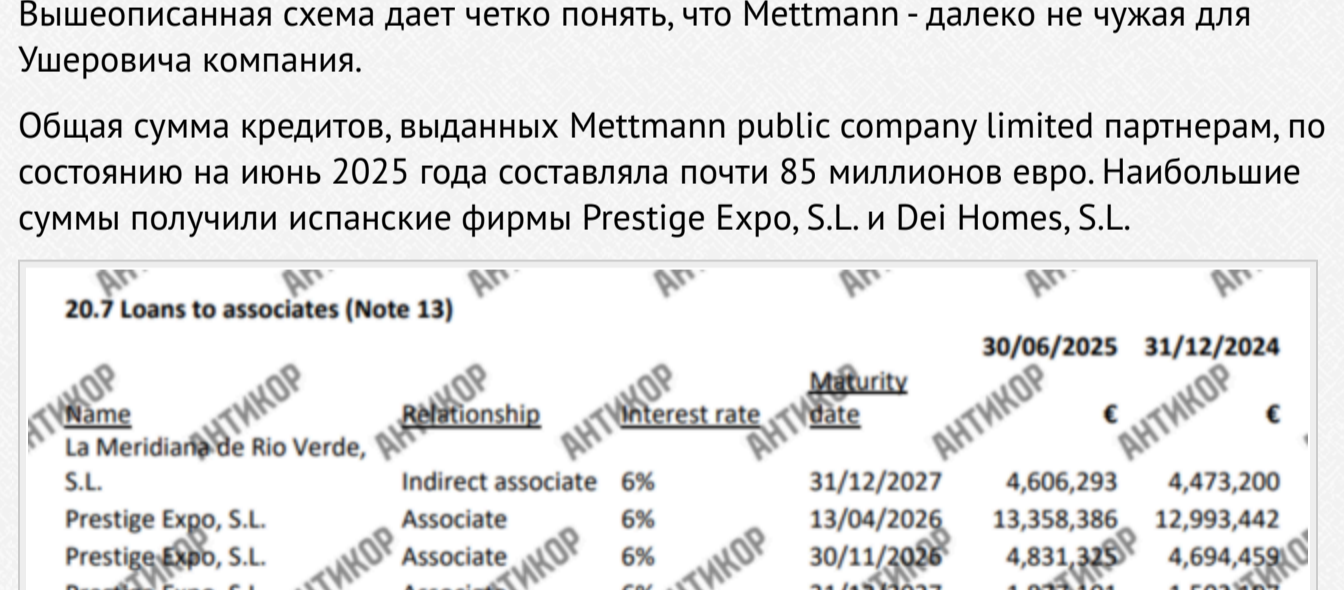 Вышеописанная схема дает четко понять, что Mettmann - далеко не чужая для
Ушеровича компания.
Общая сумма кредитов, выданных Mettmann public company limited партнерам, по
состоянию на июнь 2025 года составляла почти 85 миллионов евро. Наибольшие
суммы получили испанские фирмы Prestige Expo, S.L. и Dei Homes, S.L.
20.7 Loans to associates (Note 13)
30/06/2025 31/12/2024
Maturity
Name Relationship Interest rate date € €
La Meridiana de Rio Verde,
S.L. Indirect associate 6% 31/12/2027 4,606,293 4,473,200
Prestige Expo, S.L. Associate 6% 13/04/2026 13,358,386 12,993,442
Prestige Expo, S.L. Associate 6% 30/11/2026 4,831,325 4,694,459
АНТИКОР